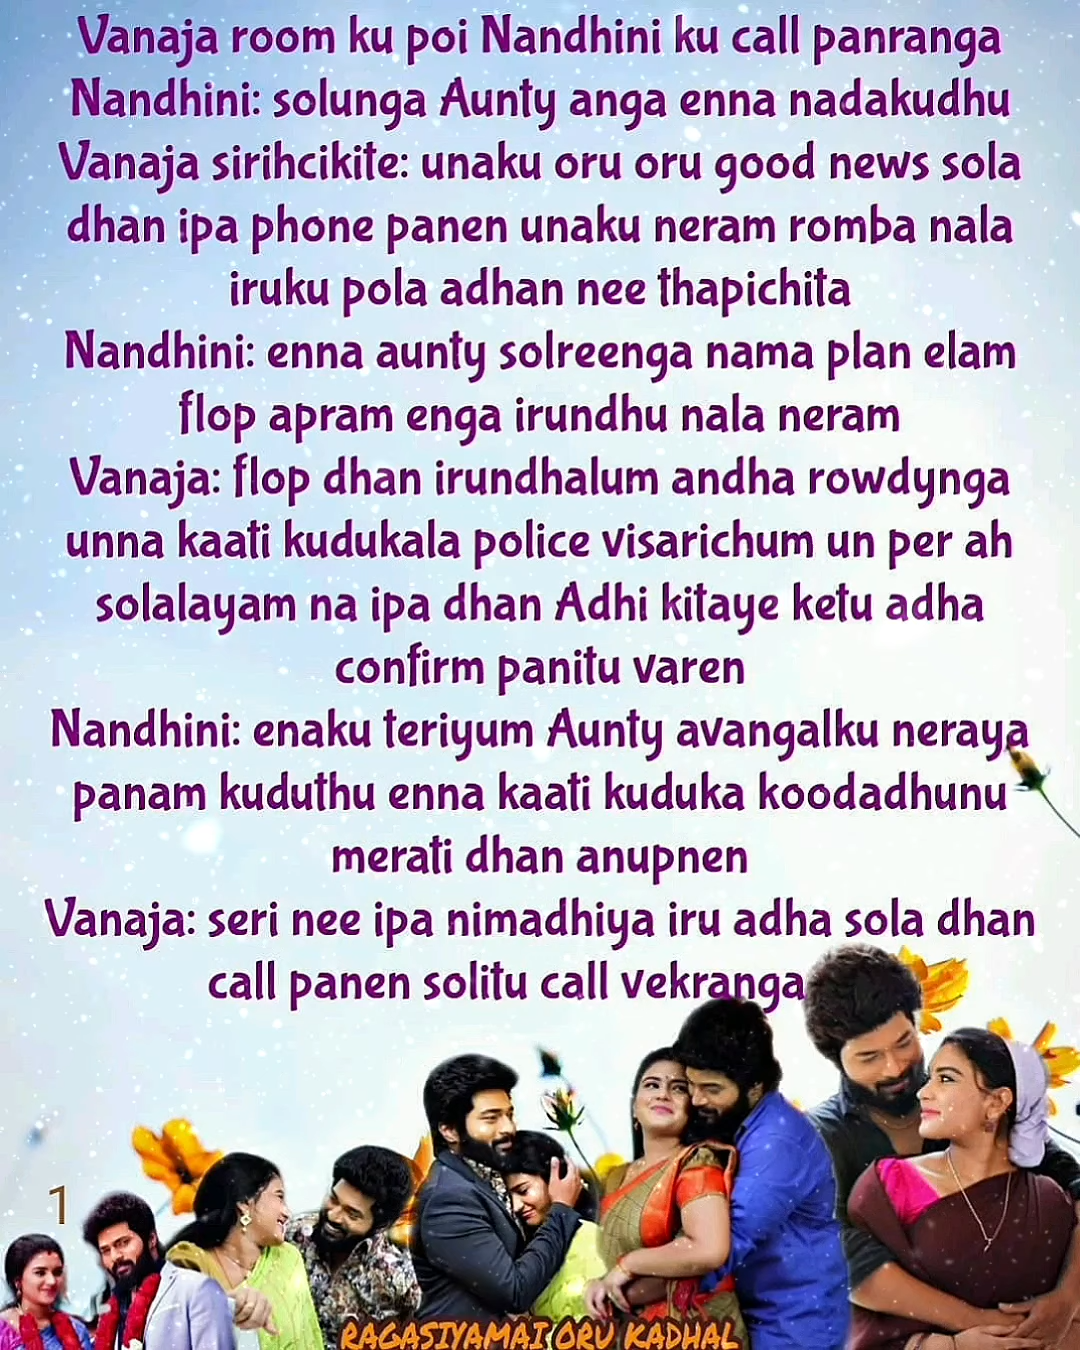 Vanaja room ku poi Nandhini ku call panranga
Nandhini: solunga Aunty anga enna nadakudhu
Vanaja sirihcikite: unaku oru oru good news sola
dhan ipa phone panen unaku neram romba nala
iruku pola adhan nee thapichita
Nandhini: enna aunty solreenga nama plan elam
flop apram enga irundhu nala neram
Vanaja: flop dhan irundhalum andha rowdynga
unna kaati kudukala police visarichum un per ah
solalayam na ipa dhan Adhi kitaye ketu adha
confirm panitu varen
Nandhini: enaku teriyum Aunty avangalku neraya
panam kuduthu enna kaati kuduka koodadhunu
merati dhan anupnen
Vanaja: seri nee ipa nimadhiya iru adha sola dhan
call panen solitu call vekranga
1
RAGASIYAMAI ORU KADHAL